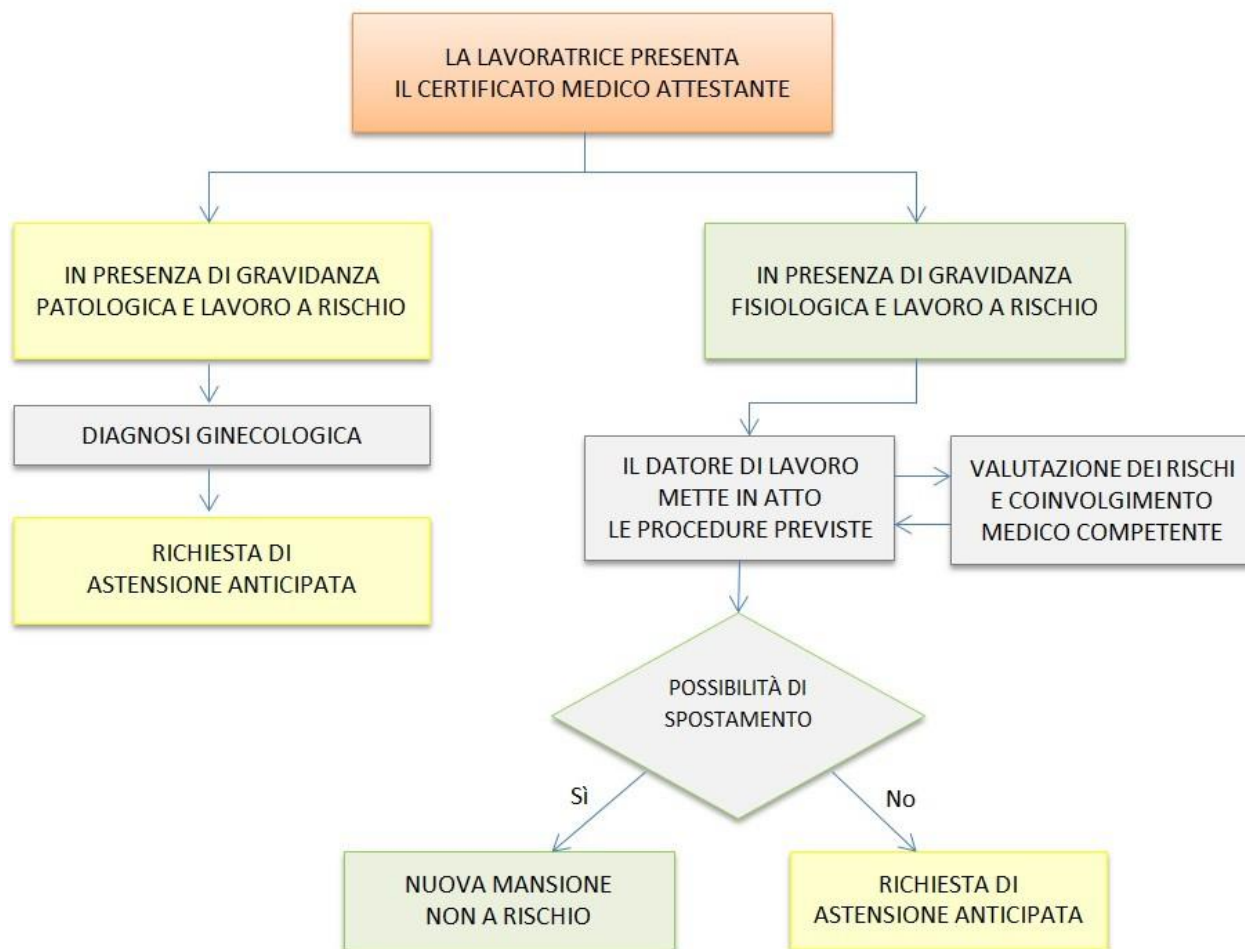 LA LAVORATRICE PRESENTA
IL CERTIFICATO MEDICO ATTESTANTE
IN PRESENZA DI GRAVIDANZA
PATOLOGICA E LAVORO A RISCHIO
IN PRESENZA DI GRAVIDANZA
FISIOLOGICA E LAVORO A RISCHIO
DIAGNOSI GINECOLOGICA
RICHIESTA DI
ASTENSIONE ANTICIPATA
IL DATORE DI LAVORO
METTE IN ATTO
LE PROCEDURE PREVISTE
VALUTAZIONE DEI RISCHI
E COINVOLGIMENTO
MEDICO COMPETENTE
POSSIBILITÀ DI
SPOSTAMENTO
Sì
No
NUOVA MANSIONE
NON A RISCHIO
RICHIESTA DI
ASTENSIONE ANTICIPATA